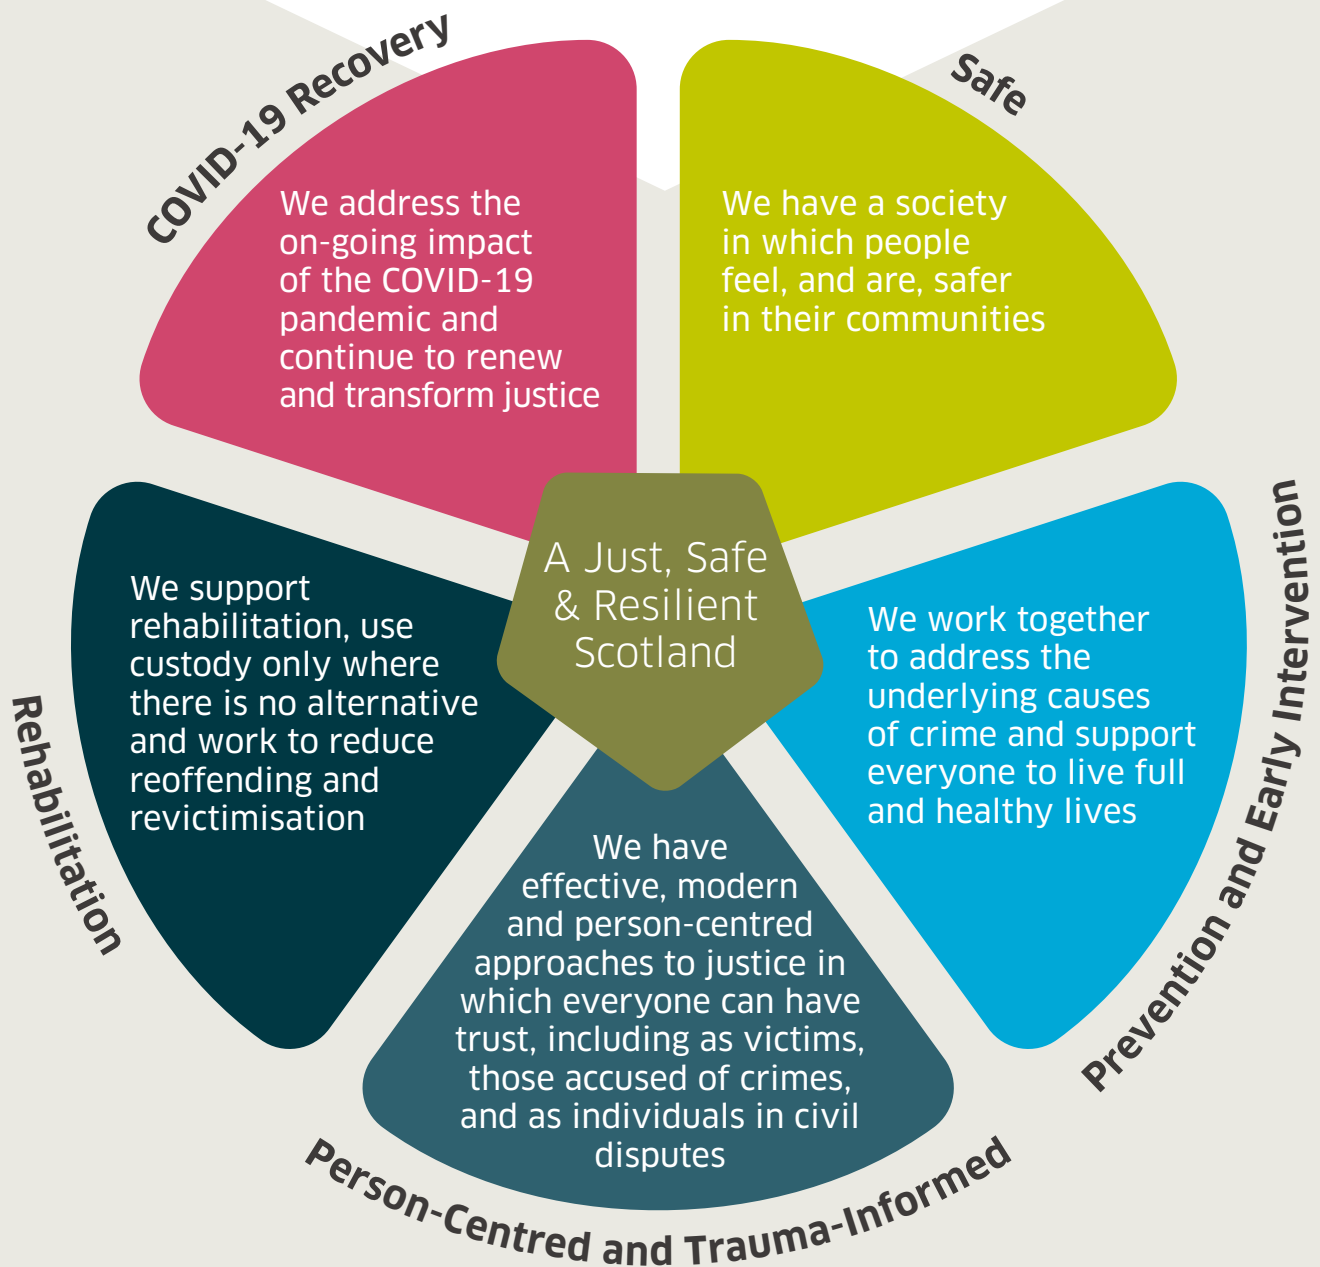 COVID-19 Recovery
We address the
on-going impact
of the COVID-19
pandemic and
continue to renew
and transform justice
Safe
We have a society
in which people
feel, and are, safer
in their communities
A Just, Safe
& Resilient
Scotland
Prevention and Early Intervention
We work together
to address the
underlying causes
of crime and support
everyone to live full
and healthy lives
Person-Centred and Trauma-Informed
We have
effective, modern
and person-centred
approaches to justice in
which everyone can have
trust, including as victims,
those accused of crimes,
and as individuals in civil
disputes
Rehabilitation
We support
rehabilitation, use
custody only where
there is no alternative
and work to reduce
reoffending and
revictimisation